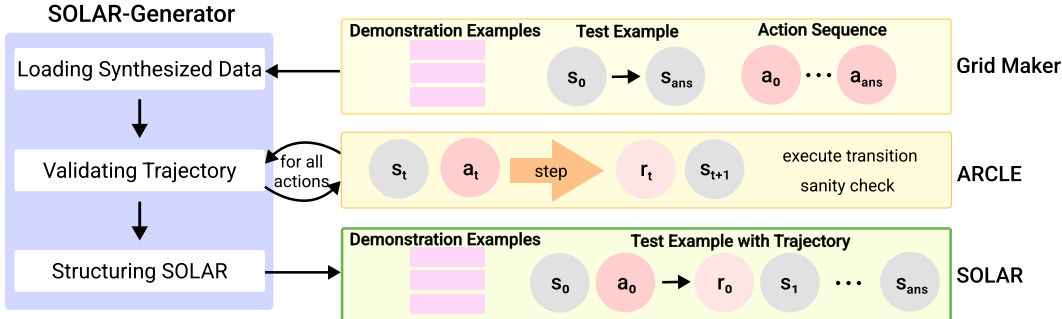 SOLAR-Generator
Loading Synthesized Data
Validating Trajectory
Structuring SOLAR
for all
actions
Demonstration Examples
Test Example
Action Sequence
s0
sans
a0
aans
Grid Maker
st
at
step
rt
st+1
execute transition
sanity check
ARCLE
Demonstration Examples
Test Example with Trajectory
s0
a0
r0
s1
sans
SOLAR